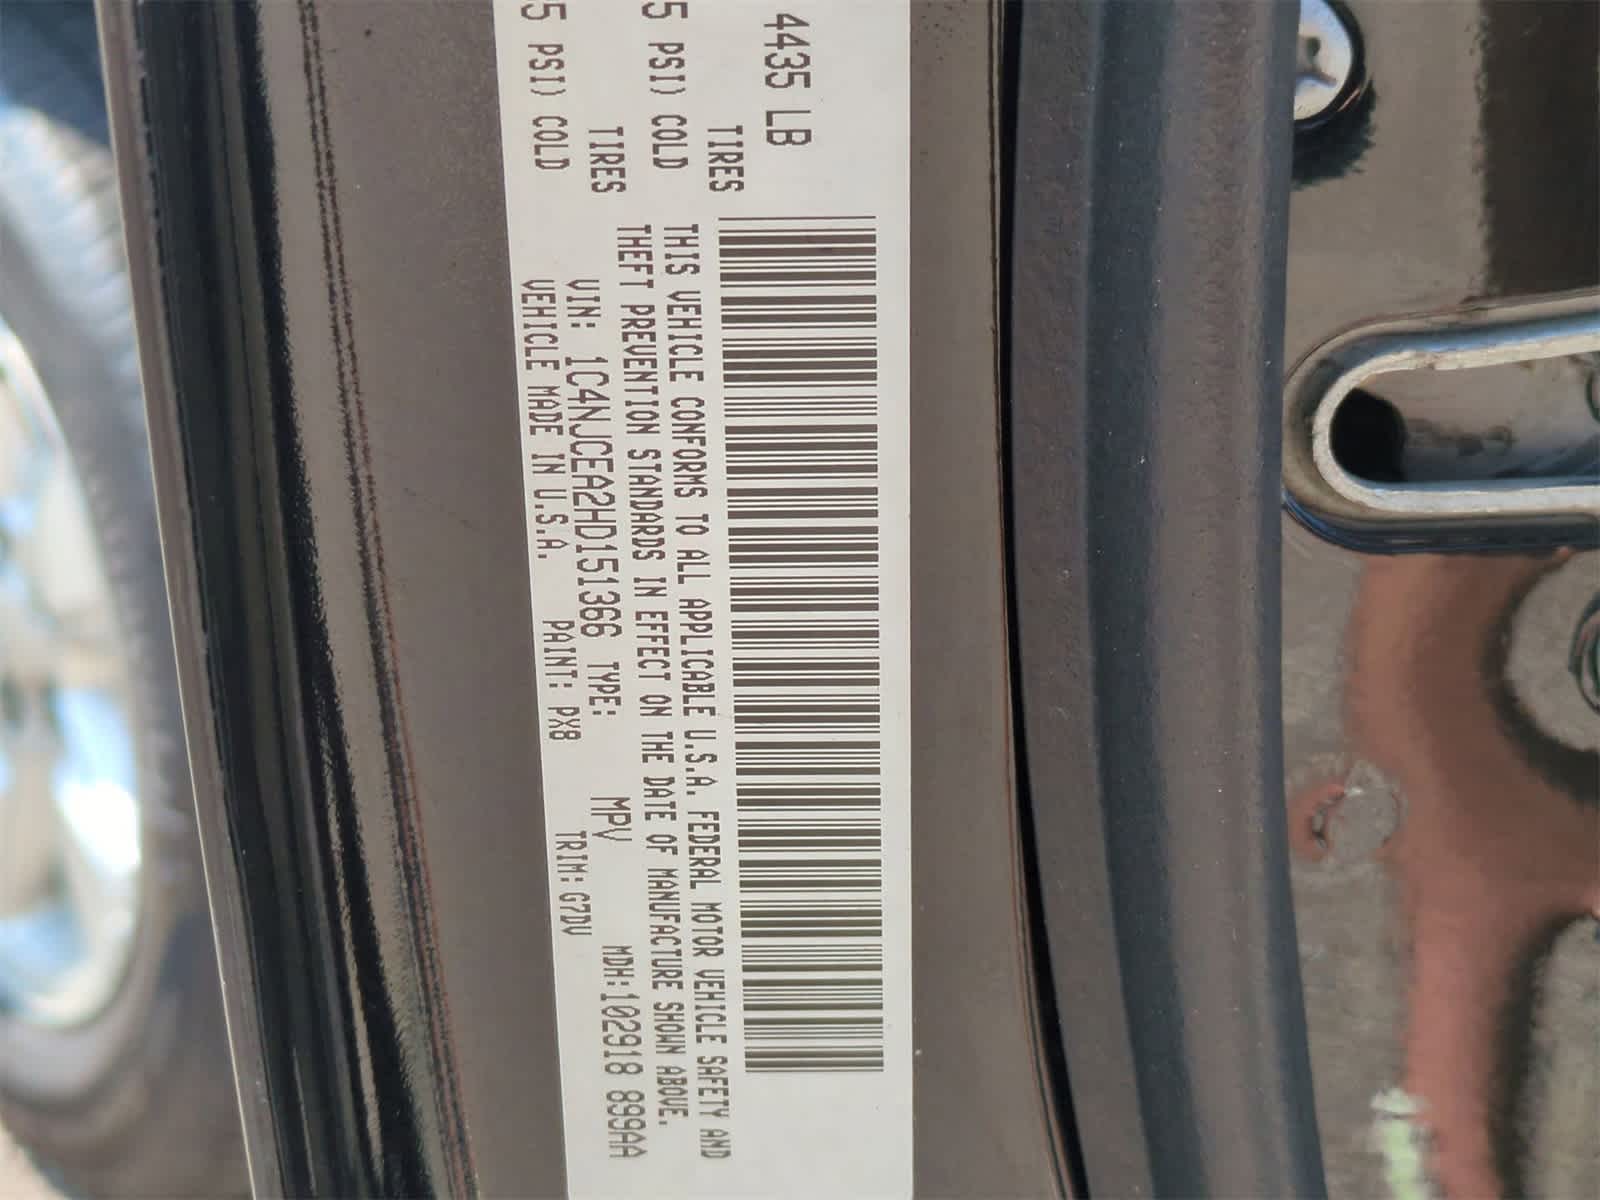 4435 LB
TIRES
5 PSI) COLD
TIRES
5 PSI) COLD
THIS VEHICLE CONFORMS TO ALL APPLICABLE U.S.A. FEDERAL MOTOR VEHICLE SAFETY AND
THEFT PREVENTION STANDARDS IN EFFECT ON THE DATE OF MANUFACTURE SHOWN ABOVE.
VIN: 1C4NJCEA2HD151366 TYPE: MPV MDH:102918 899AA
VEHICLE MADE IN U.S.A. PAINT: PX8 TRIM: G7DV